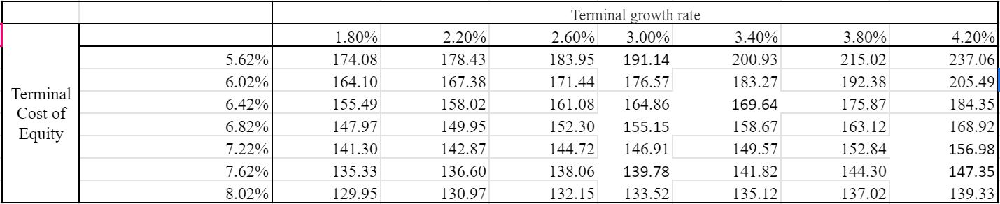 Terminal growth rate
1.80% 2.20% 2.60% 3.00% 3.40% 3.80% 4.20%
5.62% 174.08 178.43 183.95 191.14 200.93 215.02 237.06
6.02% 164.10 167.38 171.44 176.57 183.27 192.38 205.49
Terminal
6.42% 155.49 158.02 161.08 164.86 169.64 175.87 184.35
Cost of
6.82% 147.97 149.95 152.30 155.15 158.67 163.12 168.92
Equity
7.22% 141.30 142.87 144.72 146.91 149.57 152.84 156.98
7.62% 135.33 136.60 138.06 139.78 141.82 144.30 147.35
8.02% 129.95 130.97 132.15 133.52 135.12 137.02 139.33